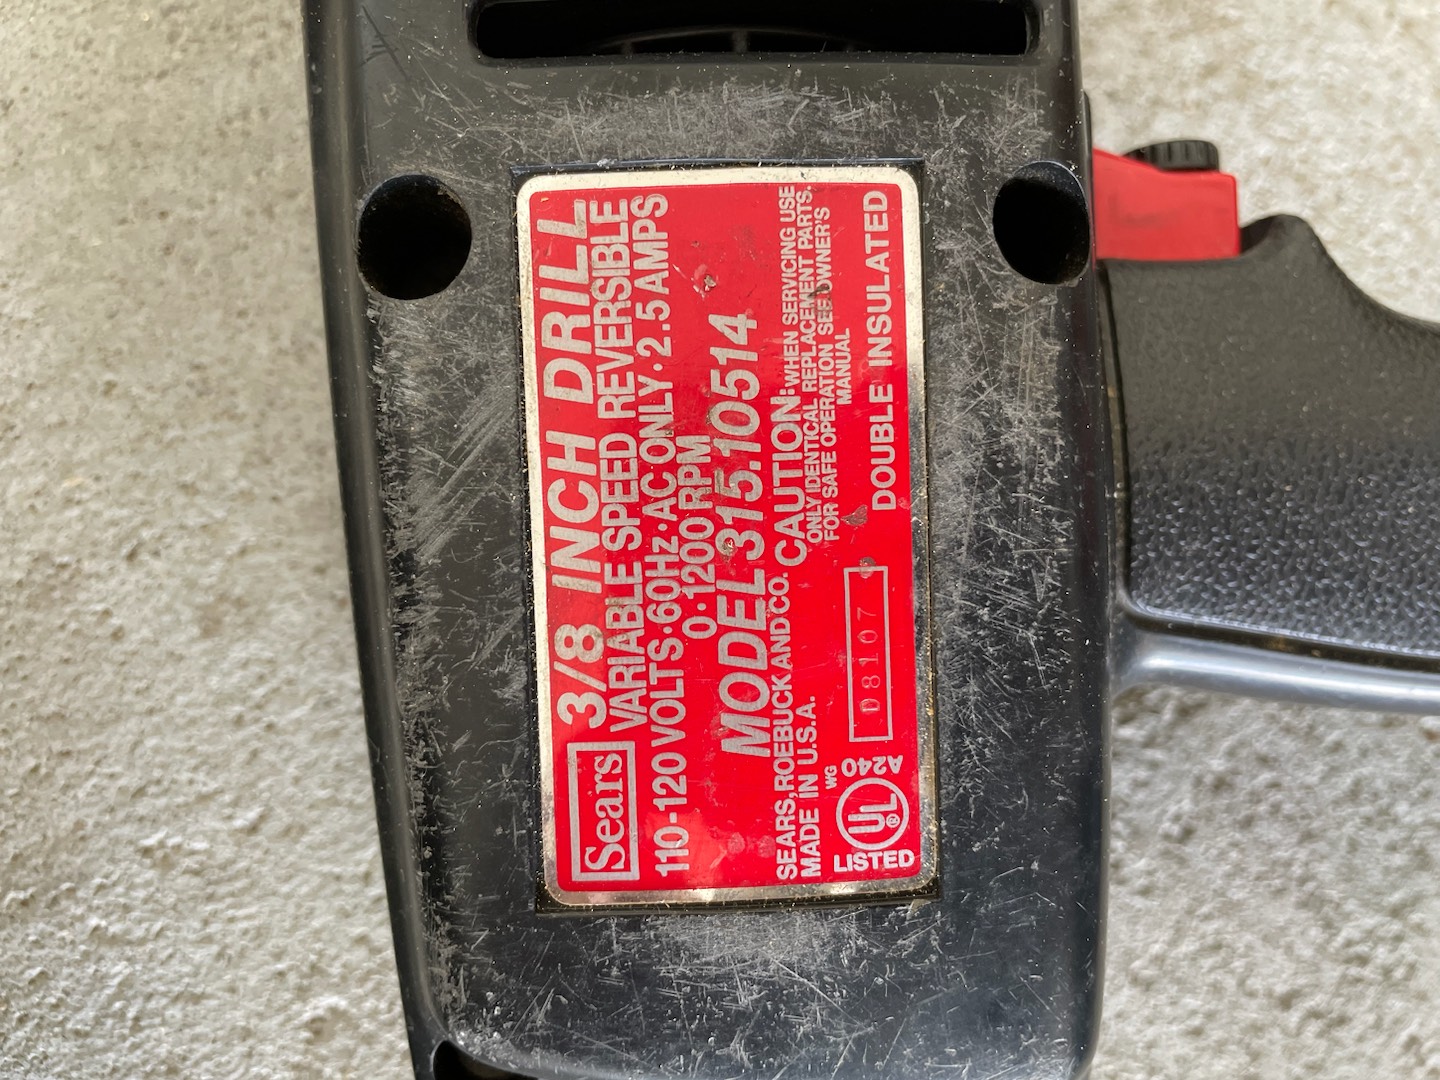 Sears 3/8 INCH DRILL
VARIABLE SPEED REVERSIBLE
110-120 VOLTS·60HZ·AC ONLY·2.5 AMPS
0-1200 RPM
MODEL 315.10514
SEARS, ROEBUCK AND CO.
MADE IN U.S.A.
CAUTION: WHEN SERVICING USE
ONLY IDENTICAL REPLACEMENT PARTS.
FOR SAFE OPERATION SEE OWNER'S
MANUAL
WG
A240
UL ®
LISTED
D8107
DOUBLE INSULATED